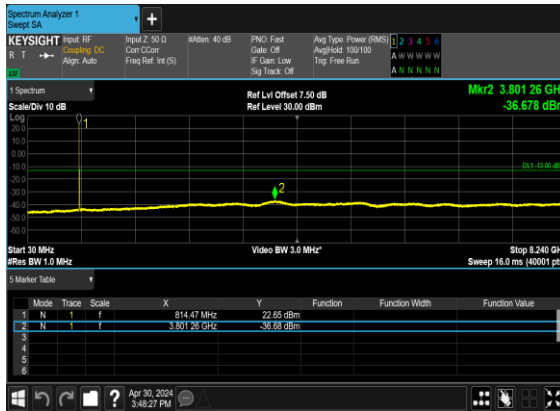 Spectrum Analyzer 1
Swept SA
+
KEYSIGHT
R T
Input: RF
Coupling: DC
Align: Auto
Input Z: 50 Ω
Corr CCorr
Freq Ref: Int (S)
#Atten: 40 dB
PNO: Fast
Gate: Off
IF Gain: Low
Sig Track: Off
Avg Type: Power (RMS)
Avg|Hold: 100/100
Trig: Free Run
1 2 3 4 5 6
A W W W W W
A N N N N N
1 Spectrum
Scale/Div 10 dB
Ref Lvl Offset 7.50 dB
Ref Level 30.00 dBm
Mkr2 3.801 26 GHz
-36.678 dBm
Log
20.0
10.0
0.00
-10.0
-20.0
-30.0
-40.0
-50.0
-60.0
1
2
DL1 -13.00 dBm
Start 30 MHz
#Res BW 1.0 MHz
Video BW 3.0 MHz*
Stop 8.240 GHz
Sweep 16.0 ms (40001 pts)
5 Marker Table
Mode Trace Scale X Y Function Function Width Function Value
1 N 1 f 814.47 MHz 22.65 dBm
2 N 1 f 3.801 26 GHz -36.68 dBm
3
4
5
6
?
Apr 30, 2024
3:48:27 PM